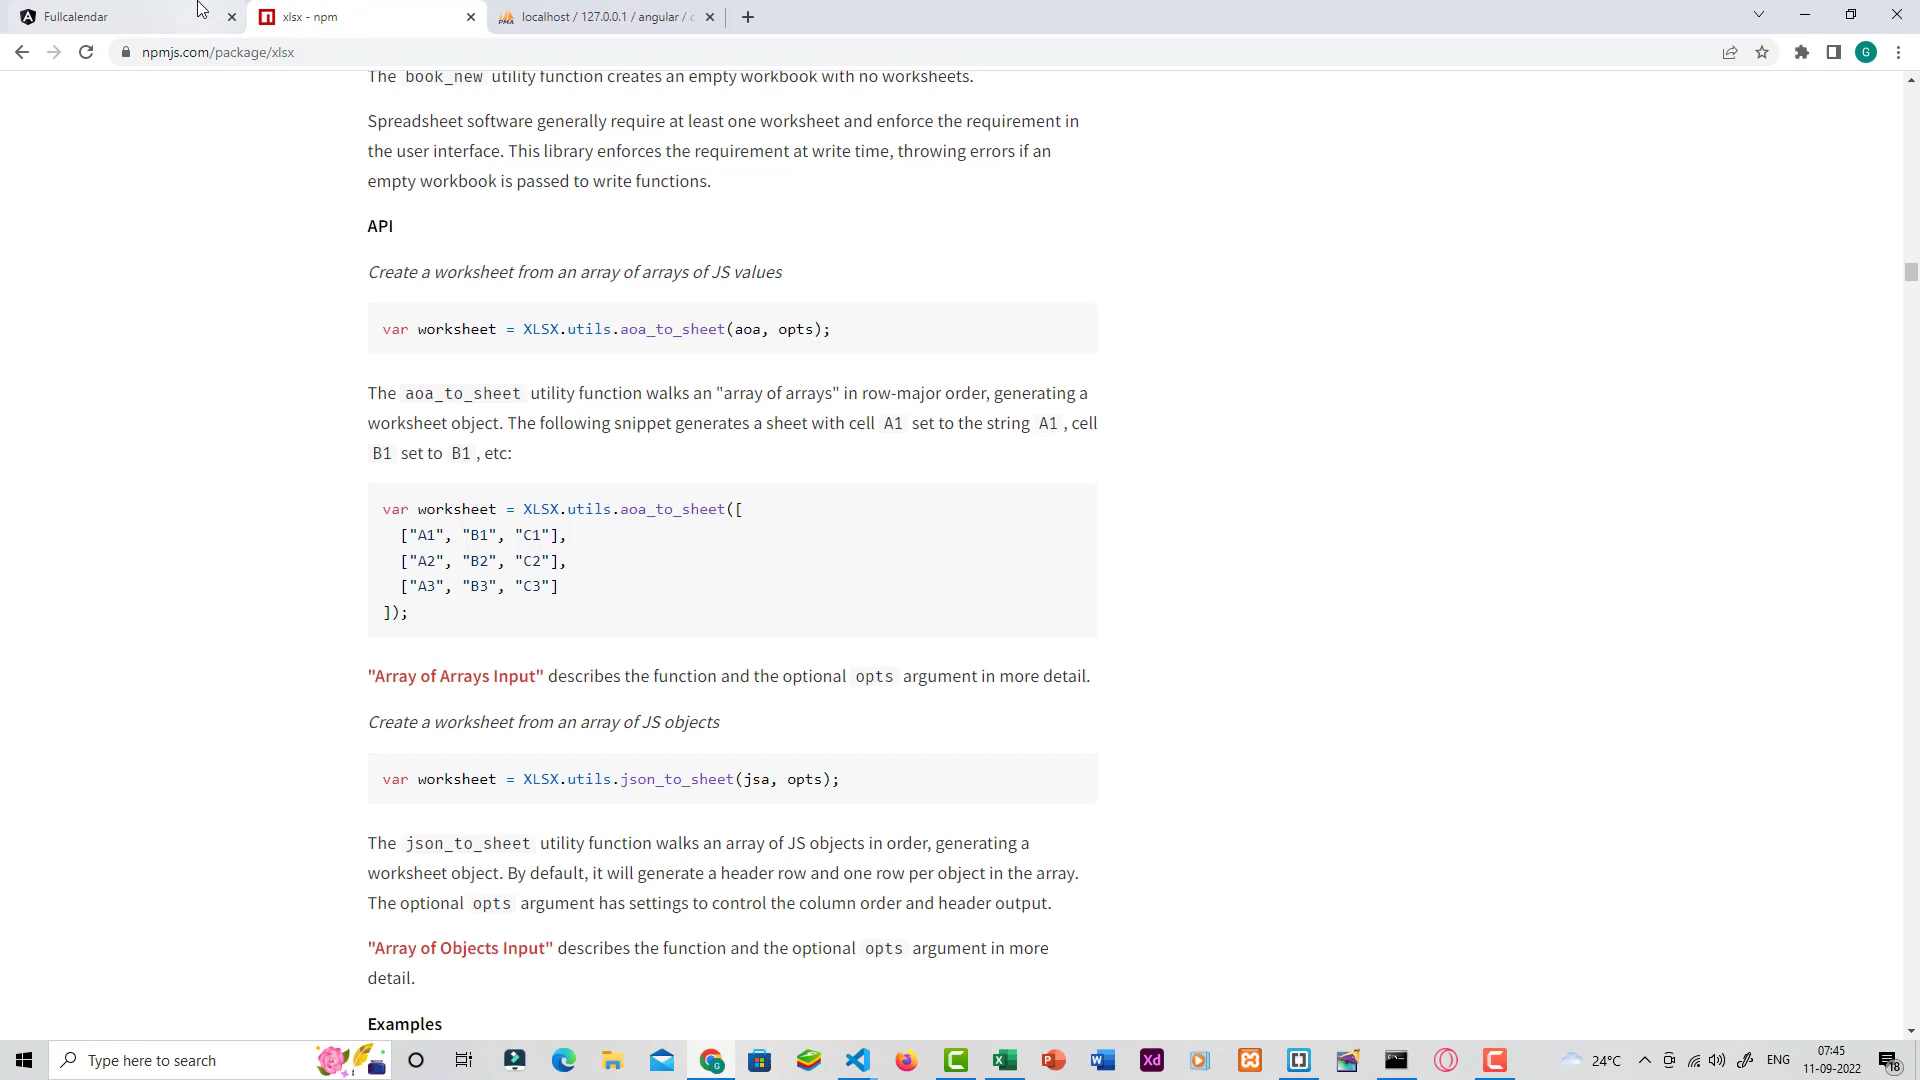 Fullcalendar
xlsx - npm
localhost / 127.0.0.1 / angular / c
npmjs.com/package/xlsx
G
The book_new utility function creates an empty workbook with no worksheets.
Spreadsheet software generally require at least one worksheet and enforce the requirement in
the user interface. This library enforces the requirement at write time, throwing errors if an
empty workbook is passed to write functions.
API
Create a worksheet from an array of arrays of JS values
var worksheet = XLSX.utils.aoa_to_sheet(aoa, opts);
The aoa_to_sheet utility function walks an "array of arrays" in row-major order, generating a
worksheet object. The following snippet generates a sheet with cell A1 set to the string A1 , cell
B1 set to B1 , etc:
var worksheet = XLSX.utils.aoa_to_sheet([
["A1", "B1", "C1"],
["A2", "B2", "C2"],
["A3", "B3", "C3"]
]);
"Array of Arrays Input" describes the function and the optional opts argument in more detail.
Create a worksheet from an array of JS objects
var worksheet = XLSX.utils.json_to_sheet(jsa, opts);
The json_to_sheet utility function walks an array of JS objects in order, generating a
worksheet object. By default, it will generate a header row and one row per object in the array.
The optional opts argument has settings to control the column order and header output.
"Array of Objects Input" describes the function and the optional opts argument in more
detail.
Examples
Type here to search
Xd
24°C
ENG
07:45
11-09-2022
18